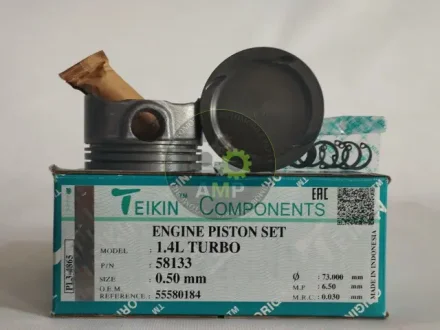 AMP
TEIKIN™ COMPONENTS
EAC
ENGINE PISTON SET
MODEL : 1.4L TURBO
P/N : 58133
SIZE : 0.50 mm
O.E.M. REFERENCE : 55580184
Ø : 73.000 mm
M.P : 6.50 mm
M.R.C : 0.030 mm
MADE IN INDONESIA